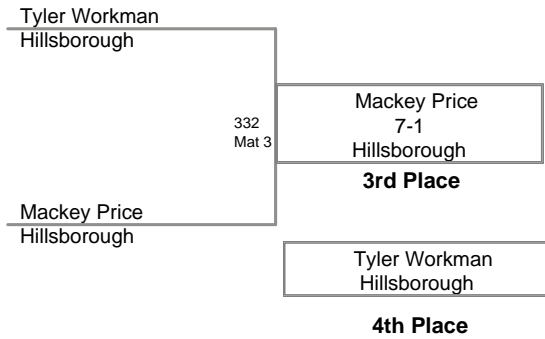 Tyler Workman
Hillsborough
332
Mat 3
Mackey Price
7-1
Hillsborough
3rd Place
Mackey Price
Hillsborough
Tyler Workman
Hillsborough
4th Place